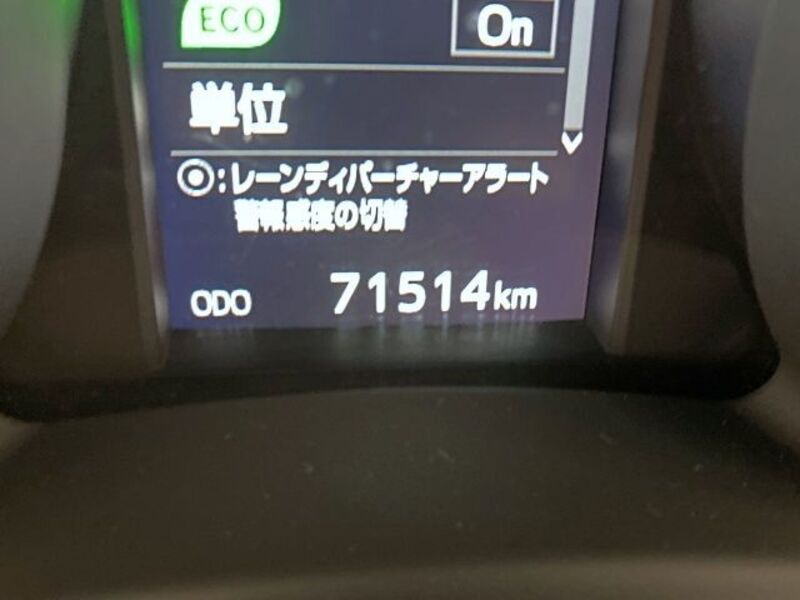 ECO
On
単位
◎:レーンディパーチャーアラート
警報感度の切替
ODO 71514km